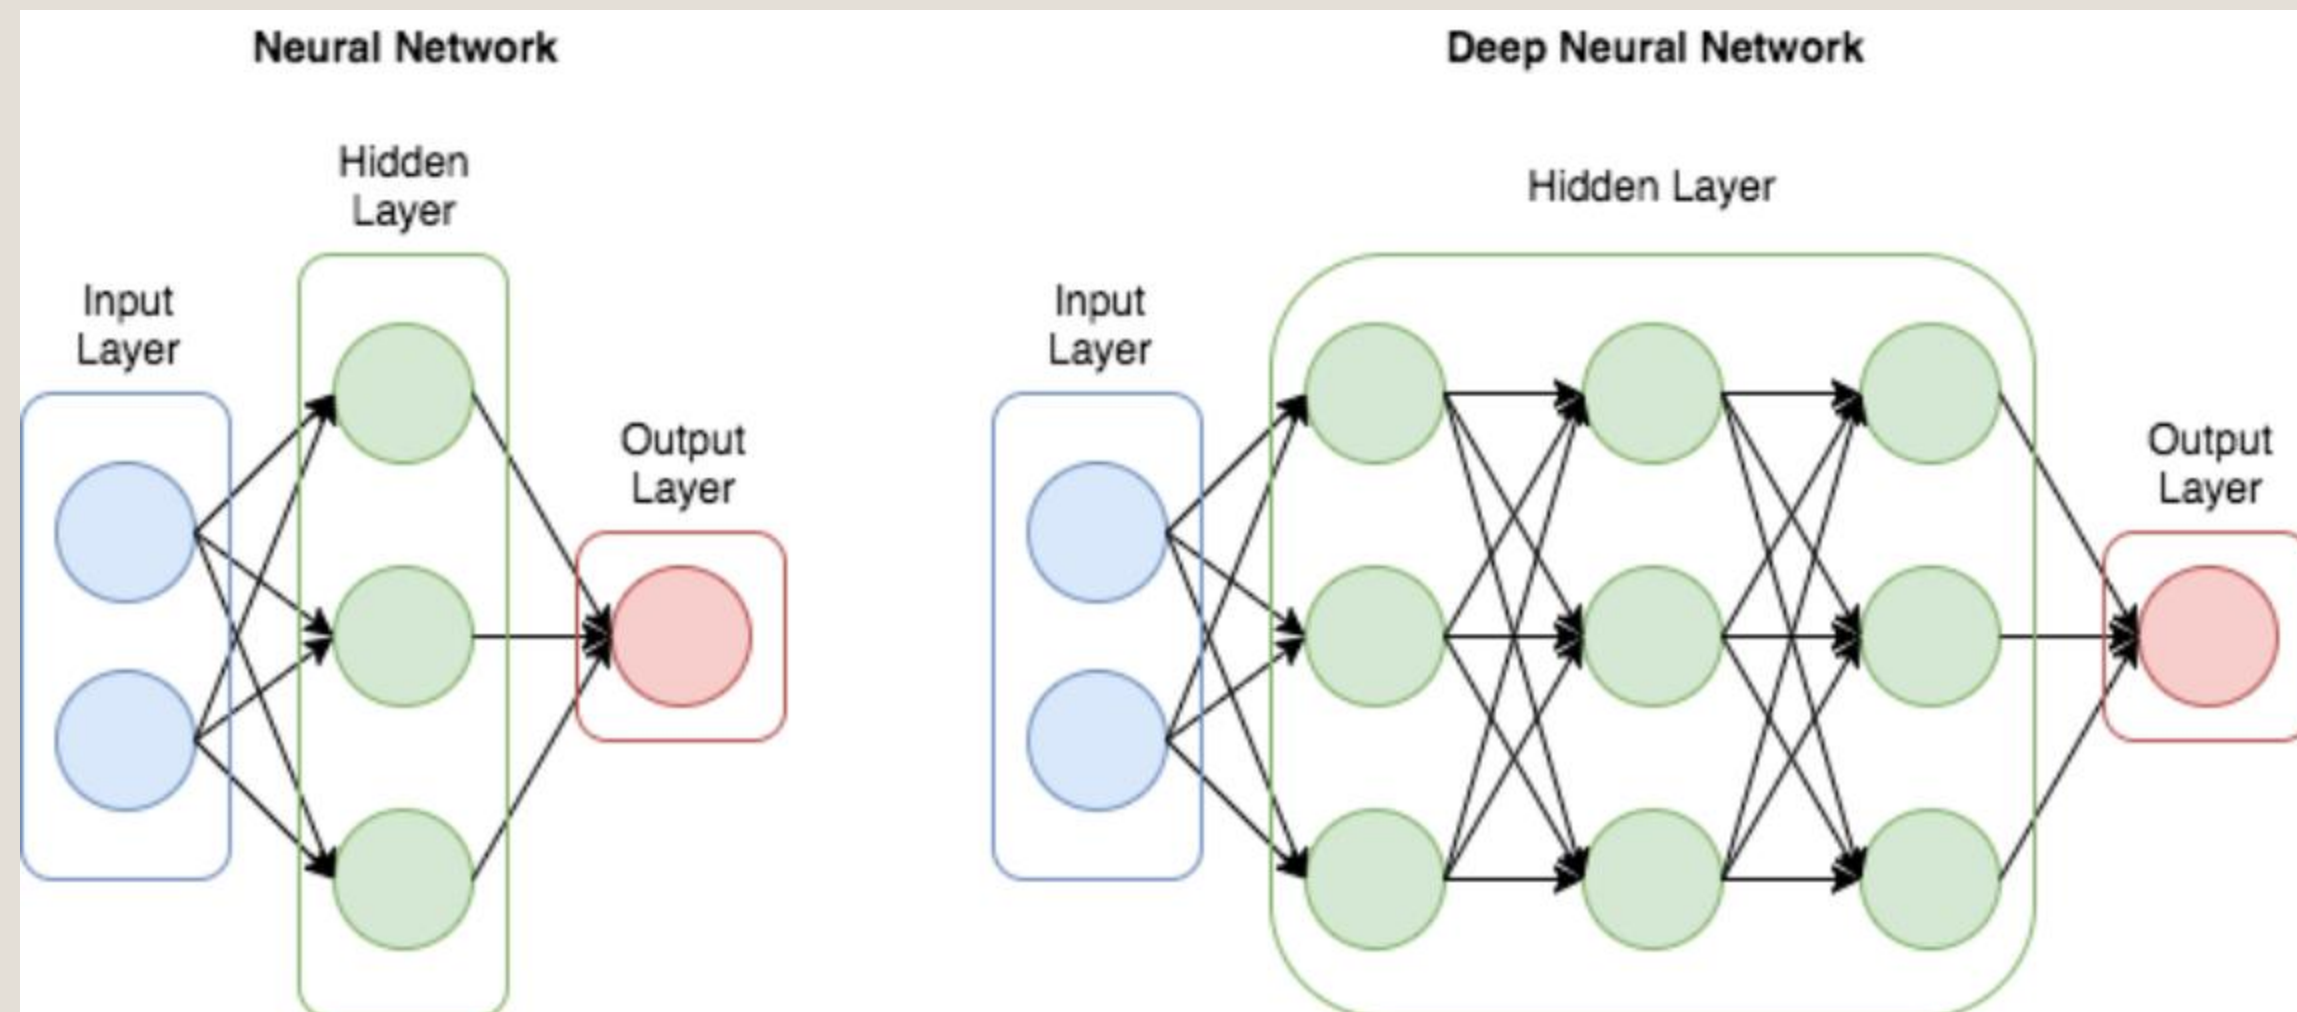 Neural Network
Hidden
Layer
Input
Layer
Output
Layer
Deep Neural Network
Hidden Layer
Input
Layer
Output
Layer